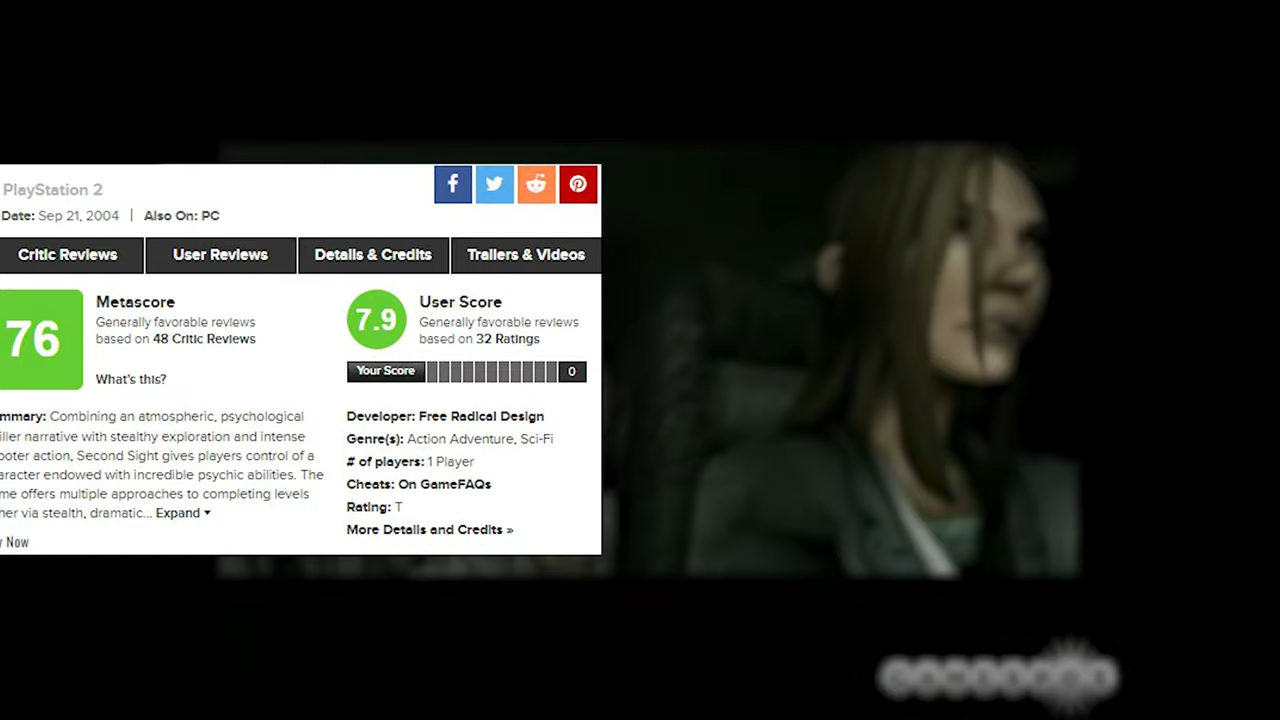 PlayStation 2
Date: Sep 21, 2004 | Also On: PC
Critic Reviews User Reviews Details & Credits Trailers & Videos
76
Metascore
Generally favorable reviews
based on 48 Critic Reviews
What's this?
7.9
User Score
Generally favorable reviews
based on 32 Ratings
Your Score 0
mmary: Combining an atmospheric, psychological
iller narrative with stealthy exploration and intense
ooter action, Second Sight gives players control of a
aracter endowed with incredible psychic abilities. The
me offers multiple approaches to completing levels
her via stealth, dramatic... Expand
y Now
Developer: Free Radical Design
Genre(s): Action Adventure, Sci-Fi
# of players: 1 Player
Cheats: On GameFAQs
Rating: T
More Details and Credits »